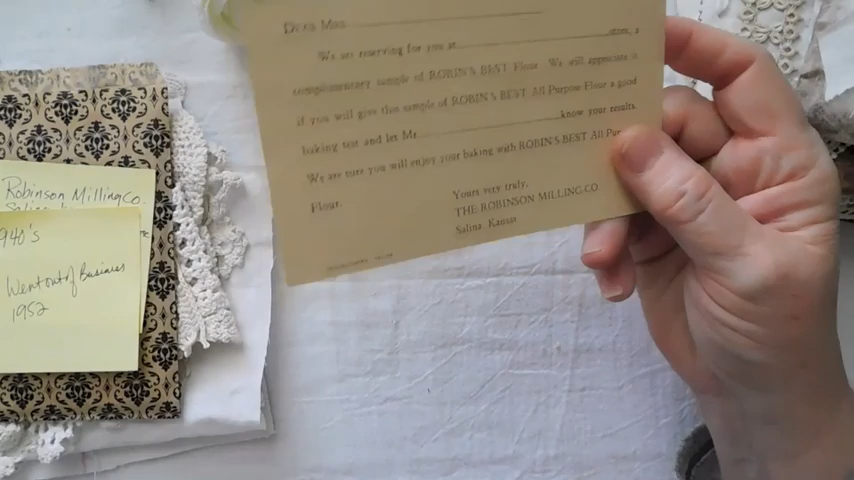 Dear Mrs.
We are reserving for you at store, a
complimentary sample of ROBIN'S BEST Flour. We will appreciate it
if you will give this sample of ROBIN'S BEST All Purpose Flour a good
baking test and let Mr. know your results.
We are sure you will enjoy your baking with ROBIN'S BEST All Pur
Flour.
Yours very truly,
THE ROBINSON MILLING CO.
Salina, Kansas
Robinson Milling Co.
940's
Went out of Business
1952